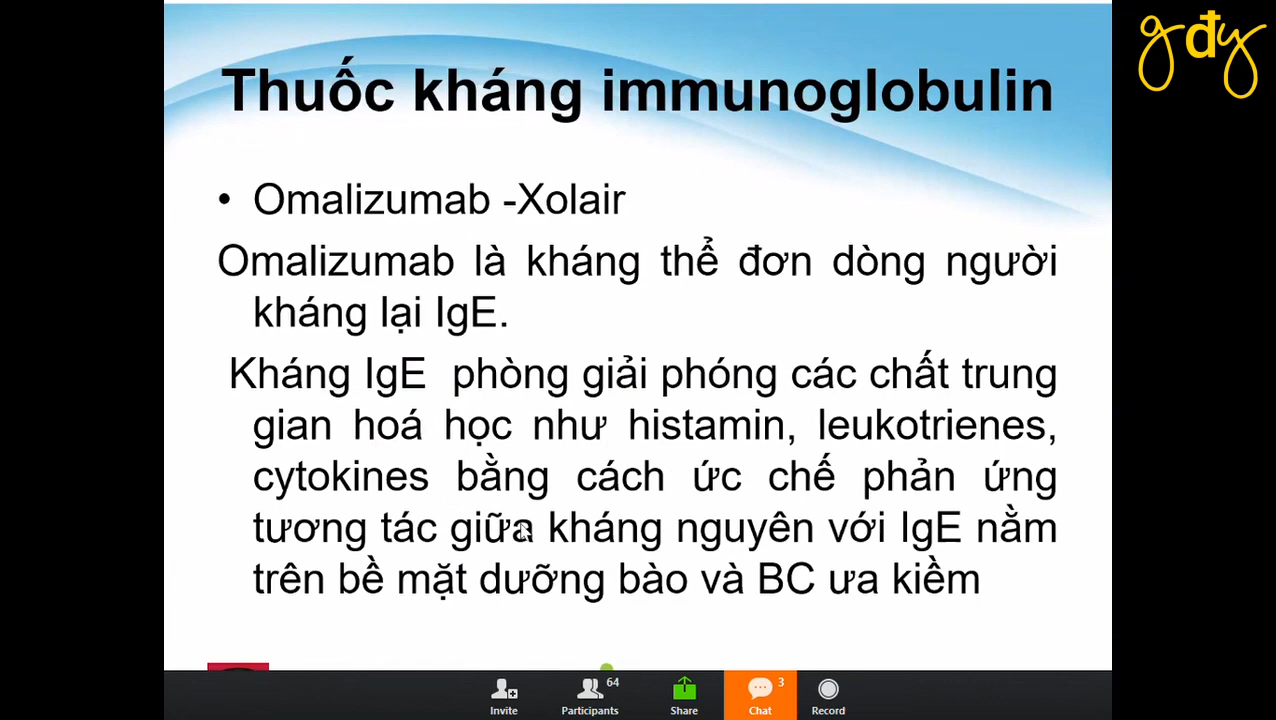 gđy
Thuốc kháng immunoglobulin
• Omalizumab -Xolair
Omalizumab là kháng thể đơn dòng người
kháng lại IgE.
Kháng IgE phòng giải phóng các chất trung
gian hoá học như histamin, leukotrienes,
cytokines bằng cách ức chế phản ứng
tương tác giữa kháng nguyên với IgE nằm
trên bề mặt dưỡng bào và BC ưa kiềm
64
3
Invite
Participants
Share
Chat
Record